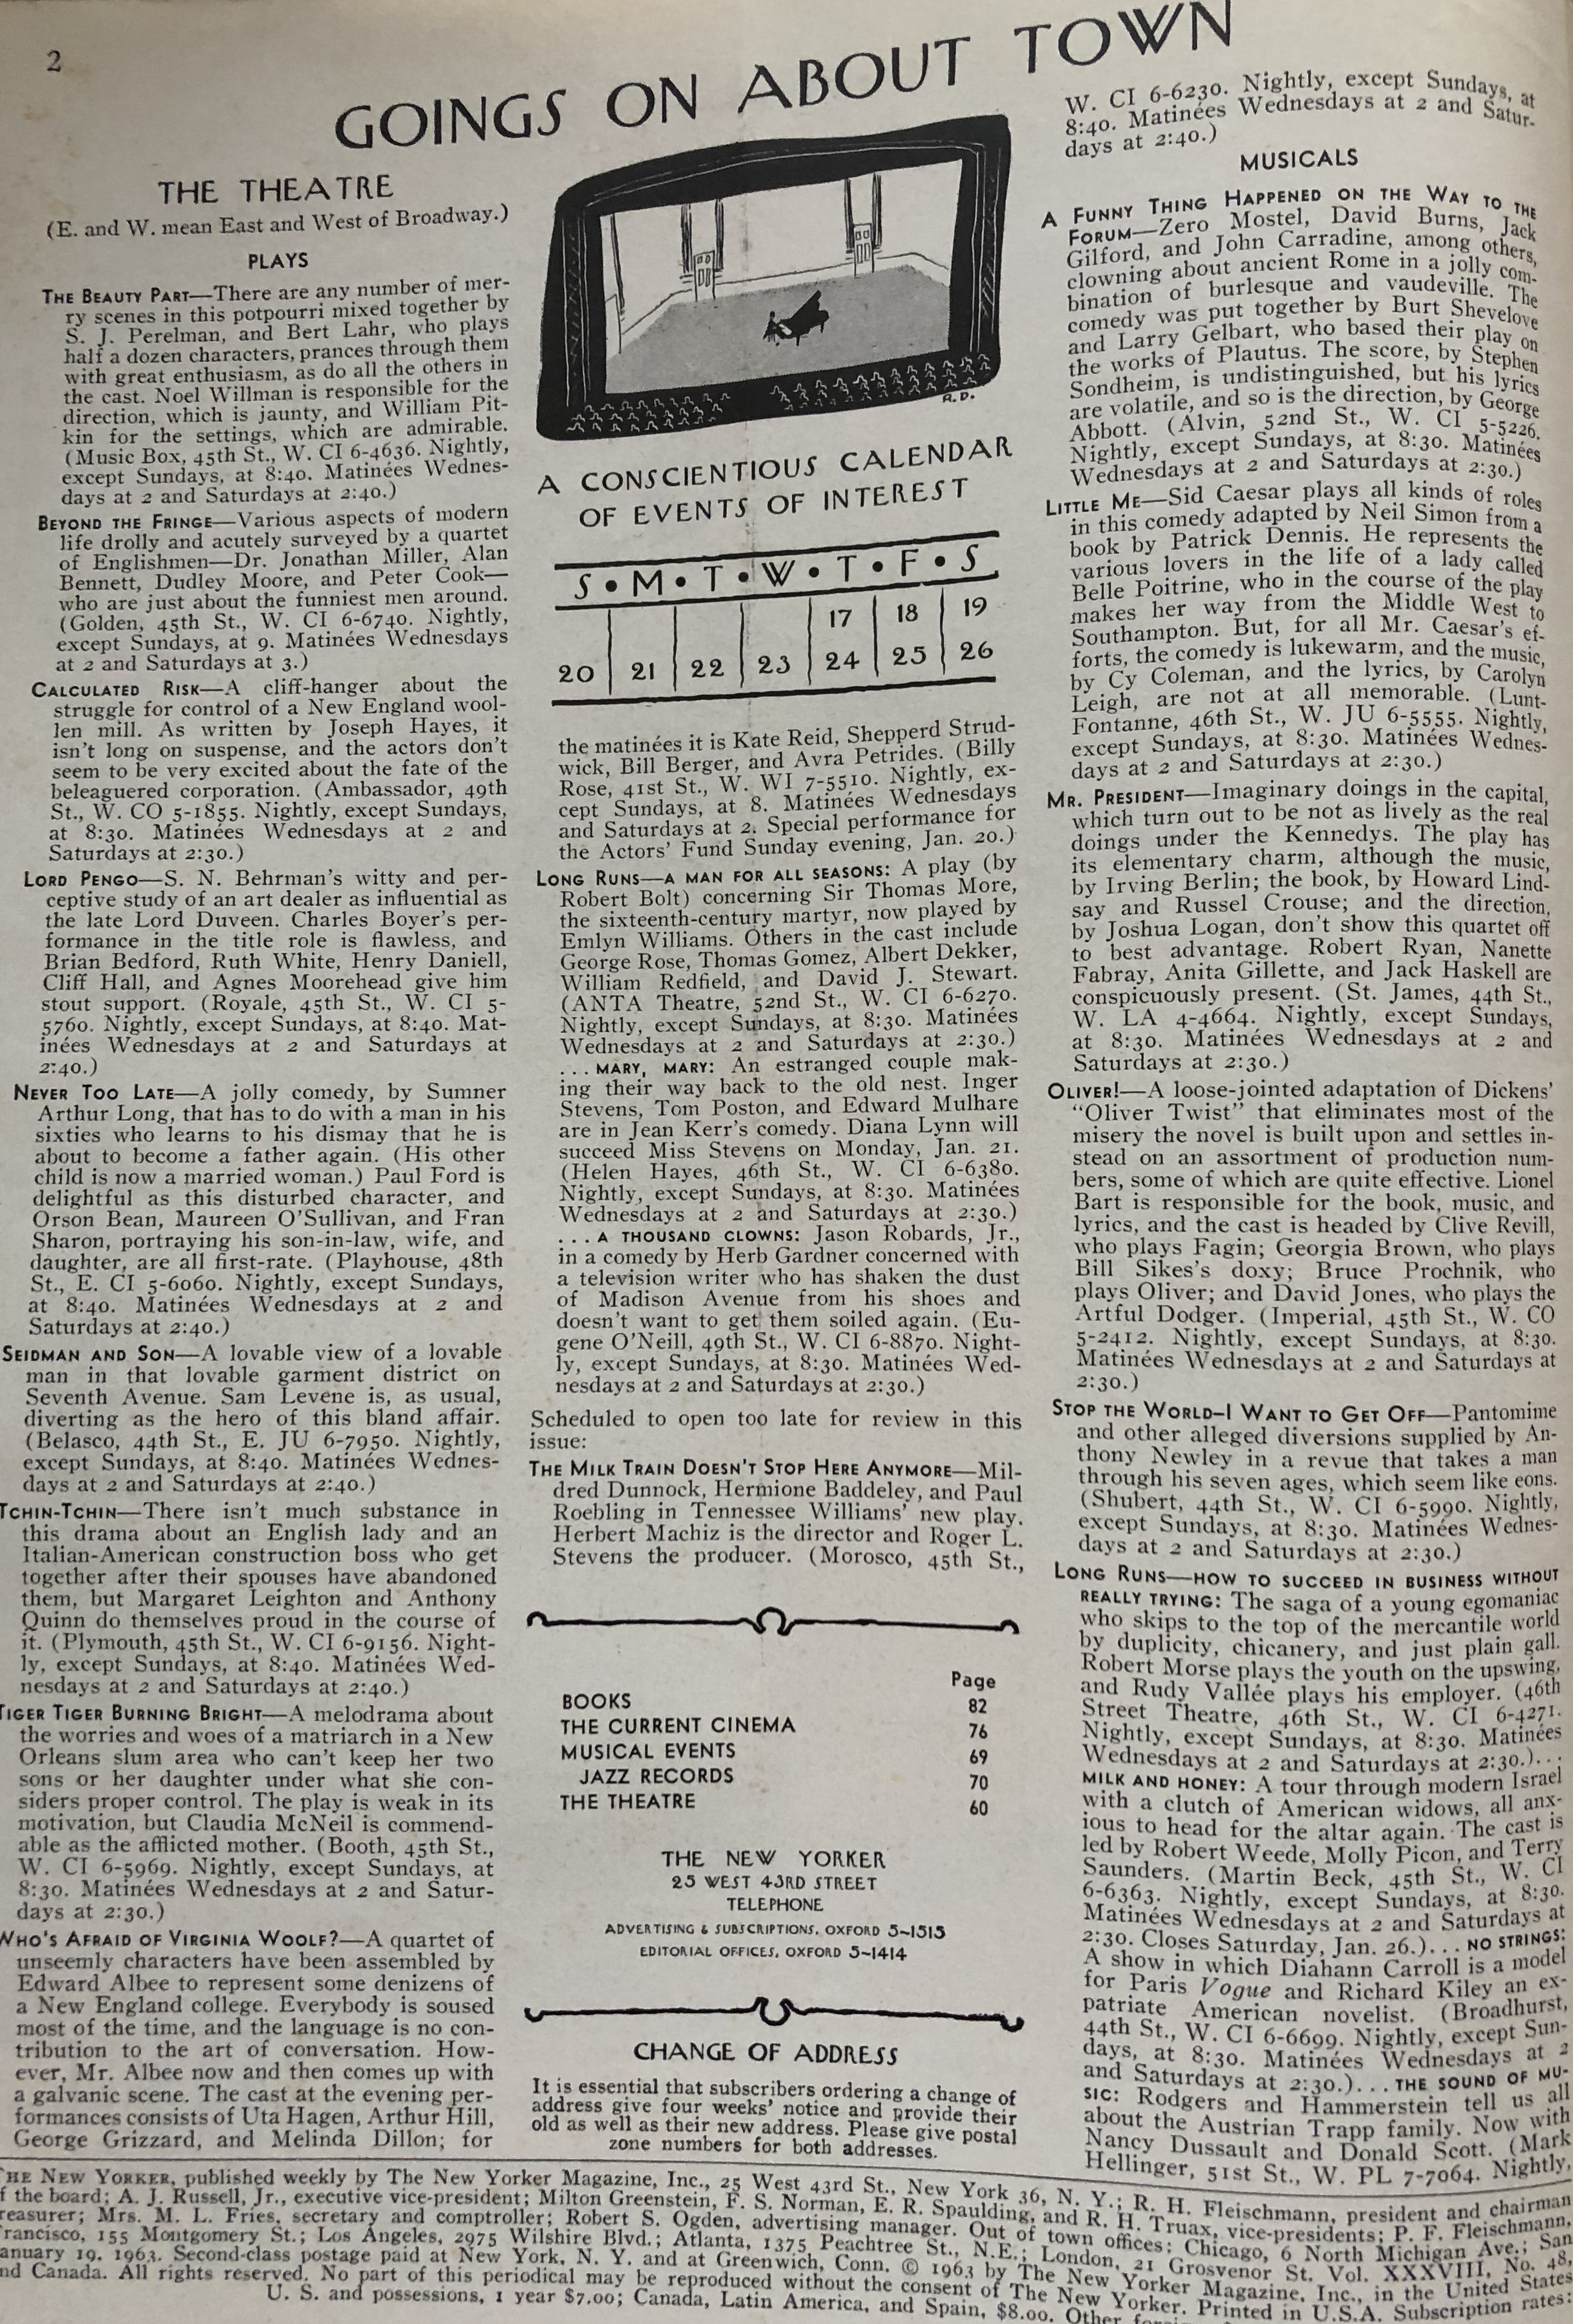 2
GOINGS ON ABOUT TOWN
THE THEATRE
(E. and W. mean East and West of Broadway.)
PLAYS
THE BEAUTY PART—There are any number of mer-
ry scenes in this potpourri mixed together by
S. J. Perelman, and Bert Lahr, who plays
half a dozen characters, prances through them
with great enthusiasm, as do all the others in
the cast. Noel Willman is responsible for the
direction, which is jaunty, and William Pit-
kin for the settings, which are admirable.
(Music Box, 45th St., W. CI 6-4636. Nightly,
except Sundays, at 8:40. Matinées Wednes-
days at 2 and Saturdays at 2:40.)
BEYOND THE FRINGE—Various aspects of modern
life drolly and acutely surveyed by a quartet
of Englishmen—Dr. Jonathan Miller, Alan
Bennett, Dudley Moore, and Peter Cook—
who are just about the funniest men around.
(Golden, 45th St., W. CI 6-6740. Nightly,
except Sundays, at 9. Matinées Wednesdays
at 2 and Saturdays at 3.)
CALCULATED RISK—A cliff-hanger about the
struggle for control of a New England wool-
len mill. As written by Joseph Hayes, it
isn't long on suspense, and the actors don't
seem to be very excited about the fate of the
beleaguered corporation. (Ambassador, 49th
St., W. CO 5-1855. Nightly, except Sundays,
at 8:30. Matinées Wednesdays at 2 and
Saturdays at 2:30.)
LORD PENGO—S. N. Behrman's witty and per-
ceptive study of an art dealer as influential as
the late Lord Duveen. Charles Boyer's per-
formance in the title role is flawless, and
Brian Bedford, Ruth White, Henry Daniell,
Cliff Hall, and Agnes Moorehead give him
stout support. (Royale, 45th St., W. CI 5-
5760. Nightly, except Sundays, at 8:40. Mat-
inées Wednesdays at 2 and Saturdays at
2:40.)
NEVER TOO LATE—A jolly comedy, by Sumner
Arthur Long, that has to do with a man in his
sixties who learns to his dismay that he is
about to become a father again. (His other
child is now a married woman.) Paul Ford is
delightful as this disturbed character, and
Orson Bean, Maureen O'Sullivan, and Fran
Sharon, portraying his son-in-law, wife, and
daughter, are all first-rate. (Playhouse, 48th
St., E. CI 5-6060. Nightly, except Sundays,
at 8:40. Matinées Wednesdays at 2 and
Saturdays at 2:40.)
SEIDMAN AND SON—A lovable view of a lovable
man in that lovable garment district on
Seventh Avenue. Sam Levene is, as usual,
diverting as the hero of this bland affair.
(Belasco, 44th St., E. JU 6-7950. Nightly,
except Sundays, at 8:40. Matinées Wednes-
days at 2 and Saturdays at 2:40.)
TCHIN-TCHIN—There isn't much substance in
this drama about an English lady and an
Italian-American construction boss who get
together after their spouses have abandoned
them, but Margaret Leighton and Anthony
Quinn do themselves proud in the course of
it. (Plymouth, 45th St., W. CI 6-9156. Night-
ly, except Sundays, at 8:40. Matinées Wed-
nesdays at 2 and Saturdays at 2:40.)
TIGER TIGER BURNING BRIGHT—A melodrama about
the worries and woes of a matriarch in a New
Orleans slum area who can't keep her two
sons or her daughter under what she con-
siders proper control. The play is weak in its
motivation, but Claudia McNeil is commend-
able as the afflicted mother. (Booth, 45th St.,
W. CI 6-5969. Nightly, except Sundays, at
8:30. Matinées Wednesdays at 2 and Satur-
days at 2:30.)
WHO'S AFRAID OF VIRGINIA WOOLF?—A quartet of
unseemly characters have been assembled by
Edward Albee to represent some denizens of
a New England college. Everybody is soused
most of the time, and the language is no con-
tribution to the art of conversation. How-
ever, Mr. Albee now and then comes up with
a galvanic scene. The cast at the evening per-
formances consists of Uta Hagen, Arthur Hill,
George Grizzard, and Melinda Dillon; for
A.D.
A CONSCIENTIOUS CALENDAR
OF EVENTS OF INTEREST
S • M • T • W • T • F • S
17 18 19
20 21 22 23 24 25 26
the matinées it is Kate Reid, Shepperd Strud-
wick, Bill Berger, and Avra Petrides. (Billy
Rose, 41st St., W. WI 7-5510. Nightly, ex-
cept Sundays, at 8. Matinées Wednesdays
and Saturdays at 2. Special performance for
the Actors' Fund Sunday evening, Jan. 20.)
LONG RUNS—A MAN FOR ALL SEASONS: A play (by
Robert Bolt) concerning Sir Thomas More,
the sixteenth-century martyr, now played by
Emlyn Williams. Others in the cast include
George Rose, Thomas Gomez, Albert Dekker,
William Redfield, and David J. Stewart.
(ANTA Theatre, 52nd St., W. CI 6-6270.
Nightly, except Sundays, at 8:30. Matinées
Wednesdays at 2 and Saturdays at 2:30.)
... MARY, MARY: An estranged couple mak-
ing their way back to the old nest. Inger
Stevens, Tom Poston, and Edward Mulhare
are in Jean Kerr's comedy. Diana Lynn will
succeed Miss Stevens on Monday, Jan. 21.
(Helen Hayes, 46th St., W. CI 6-6380.
Nightly, except Sundays, at 8:30. Matinées
Wednesdays at 2 and Saturdays at 2:30.)
... A THOUSAND CLOWNS: Jason Robards, Jr.,
in a comedy by Herb Gardner concerned with
a television writer who has shaken the dust
of Madison Avenue from his shoes and
doesn't want to get them soiled again. (Eu-
gene O'Neill, 49th St., W. CI 6-8870. Night-
ly, except Sundays, at 8:30. Matinées Wed-
nesdays at 2 and Saturdays at 2:30.)
Scheduled to open too late for review in this
issue:
THE MILK TRAIN DOESN'T STOP HERE ANYMORE—Mil-
dred Dunnock, Hermione Baddeley, and Paul
Roebling in Tennessee Williams' new play.
Herbert Machiz is the director and Roger L.
Stevens the producer. (Morosco, 45th St.,
Page
BOOKS 82
THE CURRENT CINEMA 76
MUSICAL EVENTS 69
JAZZ RECORDS 70
THE THEATRE 60
THE NEW YORKER
25 WEST 43RD STREET
TELEPHONE
ADVERTISING & SUBSCRIPTIONS, OXFORD 5-1515
EDITORIAL OFFICES, OXFORD 5-1414
CHANGE OF ADDRESS
It is essential that subscribers ordering a change of
address give four weeks' notice and provide their
old as well as their new address. Please give postal
zone numbers for both addresses.
W. CI 6-6230. Nightly, except Sundays, at
8:40. Matinées Wednesdays at 2 and Satur-
days at 2:40.)
MUSICALS
A FUNNY THING HAPPENED ON THE WAY TO THE
FORUM—Zero Mostel, David Burns, Jack
Gilford, and John Carradine, among others,
clowning about ancient Rome in a jolly com-
bination of burlesque and vaudeville. The
comedy was put together by Burt Shevelove
and Larry Gelbart, who based their play on
the works of Plautus. The score, by Stephen
Sondheim, is undistinguished, but his lyrics
are volatile, and so is the direction, by George
Abbott. (Alvin, 52nd St., W. CI 5-5226.
Nightly, except Sundays, at 8:30. Matinées
Wednesdays at 2 and Saturdays at 2:30.)
LITTLE ME—Sid Caesar plays all kinds of roles
in this comedy adapted by Neil Simon from a
book by Patrick Dennis. He represents the
various lovers in the life of a lady called
Belle Poitrine, who in the course of the play
makes her way from the Middle West to
Southampton. But, for all Mr. Caesar's ef-
forts, the comedy is lukewarm, and the music,
by Cy Coleman, and the lyrics, by Carolyn
Leigh, are not at all memorable. (Lunt-
Fontanne, 46th St., W. JU 6-5555. Nightly,
except Sundays, at 8:30. Matinées Wednes-
days at 2 and Saturdays at 2:30.)
MR. PRESIDENT—Imaginary doings in the capital,
which turn out to be not as lively as the real
doings under the Kennedys. The play has
its elementary charm, although the music,
by Irving Berlin; the book, by Howard Lind-
say and Russel Crouse; and the direction,
by Joshua Logan, don't show this quartet off
to best advantage. Robert Ryan, Nanette
Fabray, Anita Gillette, and Jack Haskell are
conspicuously present. (St. James, 44th St.,
W. LA 4-4664. Nightly, except Sundays,
at 8:30. Matinées Wednesdays at 2 and
Saturdays at 2:30.)
OLIVER!—A loose-jointed adaptation of Dickens'
"Oliver Twist" that eliminates most of the
misery the novel is built upon and settles in-
stead on an assortment of production num-
bers, some of which are quite effective. Lionel
Bart is responsible for the book, music, and
lyrics, and the cast is headed by Clive Revill,
who plays Fagin; Georgia Brown, who plays
Bill Sikes's doxy; Bruce Prochnik, who
plays Oliver; and David Jones, who plays the
Artful Dodger. (Imperial, 45th St., W. CO
5-2412. Nightly, except Sundays, at 8:30.
Matinées Wednesdays at 2 and Saturdays at
2:30.)
STOP THE WORLD—I WANT TO GET OFF—Pantomime
and other alleged diversions supplied by An-
thony Newley in a revue that takes a man
through his seven ages, which seem like eons.
(Shubert, 44th St., W. CI 6-5990. Nightly,
except Sundays, at 8:30. Matinées Wednes-
days at 2 and Saturdays at 2:30.)
LONG RUNS—HOW TO SUCCEED IN BUSINESS WITHOUT
REALLY TRYING: The saga of a young egomaniac
who skips to the top of the mercantile world
by duplicity, chicanery, and just plain gall.
Robert Morse plays the youth on the upswing,
and Rudy Vallée plays his employer. (46th
Street Theatre, 46th St., W. CI 6-4271.
Nightly, except Sundays, at 8:30. Matinées
Wednesdays at 2 and Saturdays at 2:30.)...
MILK AND HONEY: A tour through modern Israel
with a clutch of American widows, all anx-
ious to head for the altar again. The cast is
led by Robert Weede, Molly Picon, and Terry
Saunders. (Martin Beck, 45th St., W. CI
6-6363. Nightly, except Sundays, at 8:30.
Matinées Wednesdays at 2 and Saturdays at
2:30. Closes Saturday, Jan. 26.)... NO STRINGS:
A show in which Diahann Carroll is a model
for Paris Vogue and Richard Kiley an ex-
patriate American novelist. (Broadhurst,
44th St., W. CI 6-6699. Nightly, except Sun-
days, at 8:30. Matinées Wednesdays at 2
and Saturdays at 2:30.)... THE SOUND OF MU-
SIC: Rodgers and Hammerstein tell us all
about the Austrian Trapp family. Now with
Nancy Dussault and Donald Scott. (Mark
Hellinger, 51st St., W. PL 7-7064. Nightly,
THE NEW YORKER, published weekly by The New Yorker Magazine, Inc., 25 West 43rd St., New York 36, N. Y.; R. H. Fleischmann, president and chairman
of the board; A. J. Russell, Jr., executive vice-president; Milton Greenstein, F. S. Norman, E. R. Spaulding, and R. H. Truax, vice-presidents; P. F. Fleischmann,
treasurer; Mrs. M. L. Fries, secretary and comptroller; Robert S. Ogden, advertising manager. Out of town offices: Chicago, 6 North Michigan Ave.; San
Francisco, 155 Montgomery St.; Los Angeles, 2975 Wilshire Blvd.; Atlanta, 1375 Peachtree St., N.E.; London, 21 Grosvenor St. Vol. XXXVIII, No. 48,
January 19, 1963. Second-class postage paid at New York, N. Y. and at Greenwich, Conn. © 1963 by The New Yorker Magazine, Inc., in the United States
and Canada. All rights reserved. No part of this periodical may be reproduced without the consent of The New Yorker. Printed in U.S.A. Subscription rates:
U. S. and possessions, 1 year $7.00; Canada, Latin America, and Spain, $8.00. Other